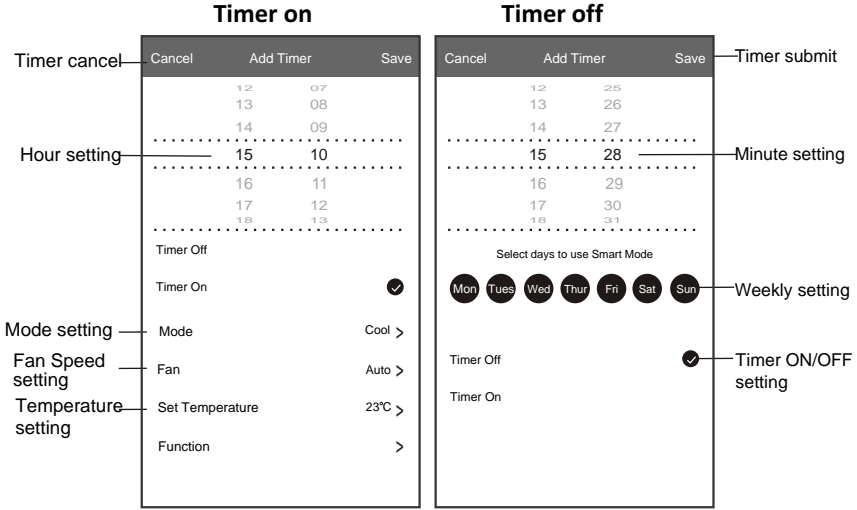 Timer on
Timer off
Timer cancel
Cancel Add Timer Save
Cancel Add Timer Save
Timer submit
12 07
13 08
14 09
15 10
16 11
17 12
18 13
Hour setting
12 25
13 26
14 27
15 28
16 29
17 30
18 31
Minute setting
Timer Off
Timer On
Mode setting
Mode Cool >
Fan Speed
setting
Fan Auto >
Temperature
setting
Set Temperature 23℃ >
Function >
Select days to use Smart Mode
Mon Tues Wed Thur Fri Sat Sun
Weekly setting
Timer Off
Timer On
Timer ON/OFF
setting